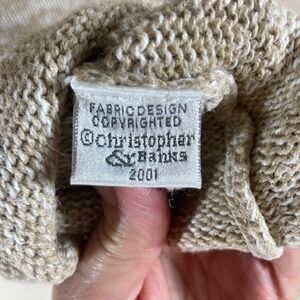 FABRIC DESIGN
COPYRIGHTED
©Christopher
& Banks
2001